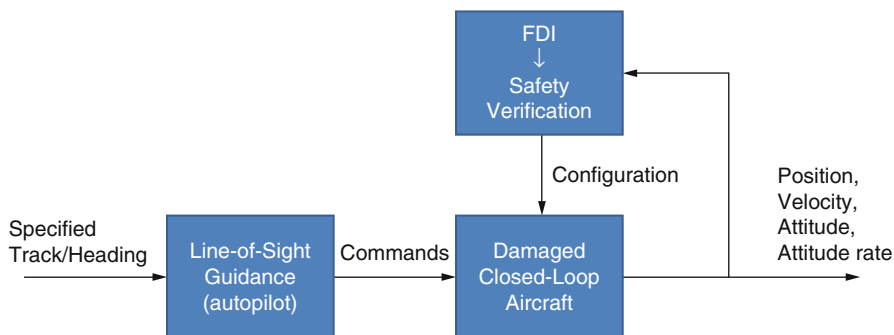 FDI
↓
Safety
Verification
Configuration
Position,
Velocity,
Attitude,
Attitude rate
Specified
Track/Heading
Line-of-Sight
Guidance
(autopilot)
Commands
Damaged
Closed-Loop
Aircraft